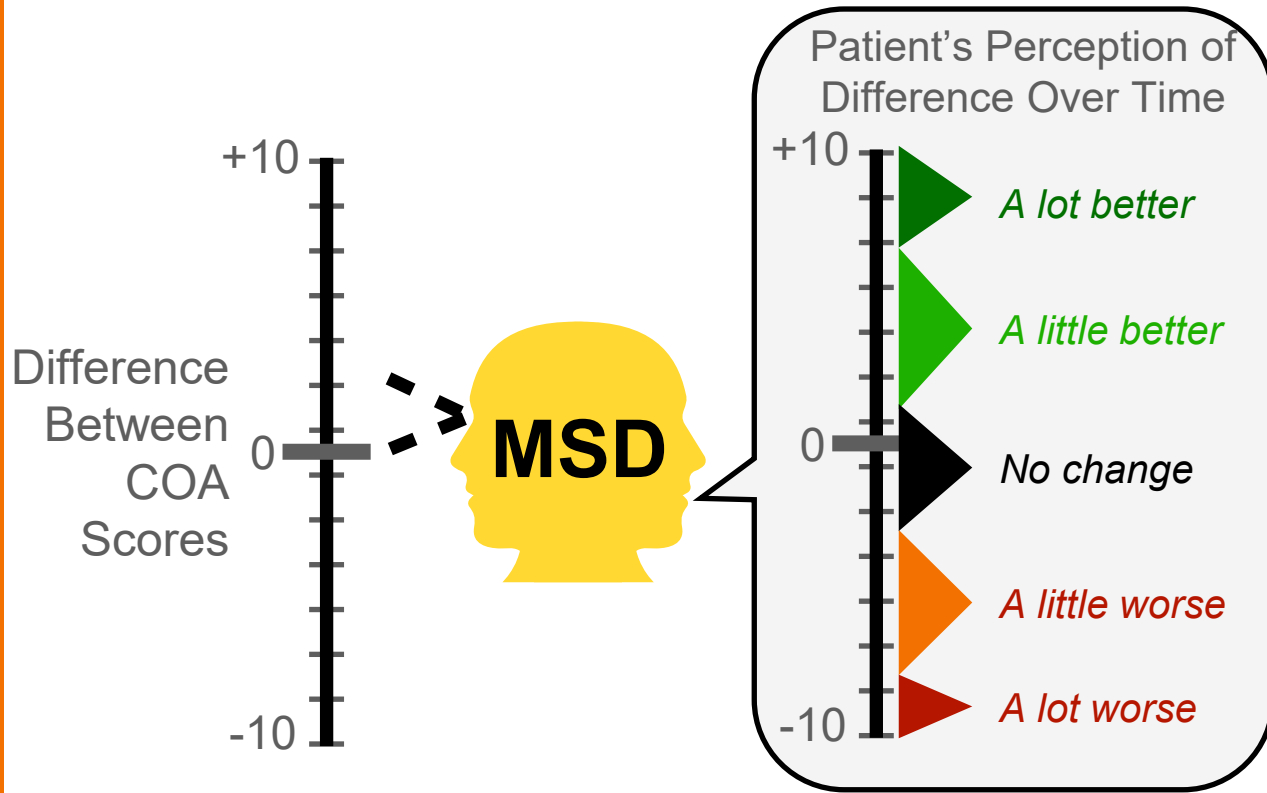 Difference
Between
COA
Scores
+10
0
-10
MSD
Patient’s Perception of
Difference Over Time
+10
0
-10
A lot better
A little better
No change
A little worse
A lot worse